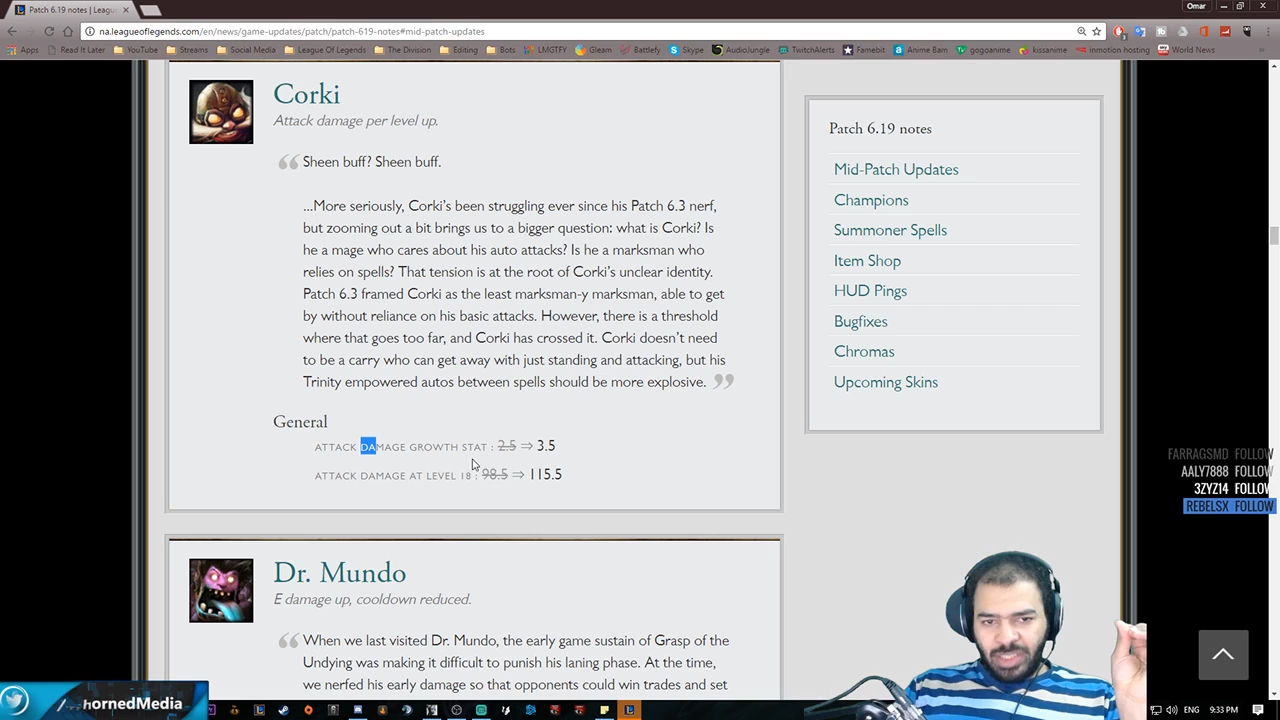 Patch 6.19 notes | Leagu
Omar
na.leagueoflegends.com/en/news/game-updates/patch/patch-619-notes#mid-patch-updates
Apps Read It Later YouTube Streams Social Media League Of Legends The Division Editing Bots LMGTFY Gleam Battlefy Skype AudioJungle TwitchAlerts Famebit Anime Bam gogoanime kissanime inmotion hosting World News
Corki
Attack damage per level up.
Sheen buff? Sheen buff.
...More seriously, Corki's been struggling ever since his Patch 6.3 nerf,
but zooming out a bit brings us to a bigger question: what is Corki? Is
he a mage who cares about his auto attacks? Is he a marksman who
relies on spells? That tension is at the root of Corki's unclear identity.
Patch 6.3 framed Corki as the least marksman-y marksman, able to get
by without reliance on his basic attacks. However, there is a threshold
where that goes too far, and Corki has crossed it. Corki doesn't need
to be a carry who can get away with just standing and attacking, but his
Trinity empowered autos between spells should be more explosive.
General
ATTACK DAMAGE GROWTH STAT : 2.5 ⇒ 3.5
ATTACK DAMAGE AT LEVEL 18 : 98.5 ⇒ 115.5
Dr. Mundo
E damage up, cooldown reduced.
When we last visited Dr. Mundo, the early game sustain of Grasp of the
Undying was making it difficult to punish his laning phase. At the time,
we nerfed his early damage so that opponents could win trades and set
Patch 6.19 notes
Mid-Patch Updates
Champions
Summoner Spells
Item Shop
HUD Pings
Bugfixes
Chromas
Upcoming Skins
FARRAGSMD FOLLOW
AALY7888 FOLLOW
3ZYZ14 FOLLOW
REBELSX FOLLOW
/hornedMedia
ENG 9:33 PM